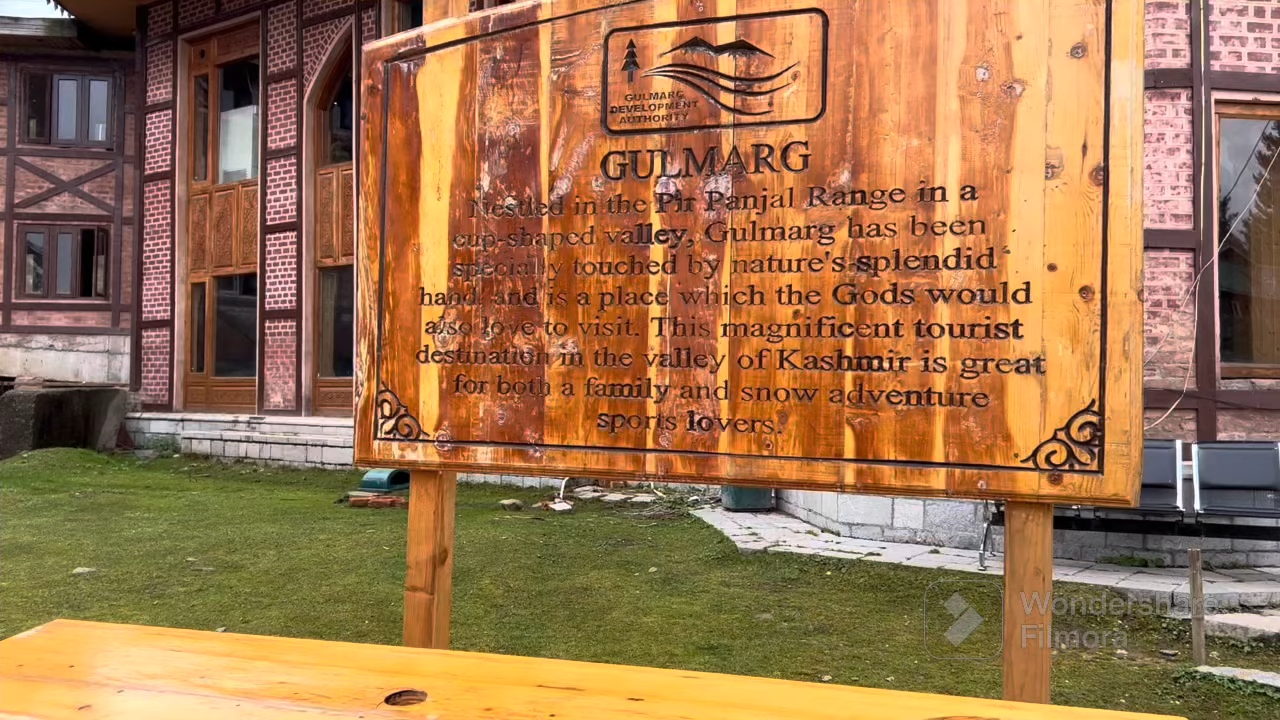 GULMARG
DEVELOPMENT
AUTHORITY
GULMARG
Nestled in the Pir Panjal Range in a
cup-shaped valley, Gulmarg has been
specially touched by nature's splendid
hand and is a place which the Gods would
also love to visit. This magnificent tourist
destination in the valley of Kashmir is great
for both a family and snow adventure
sports lovers.
Wondershare
Filmora